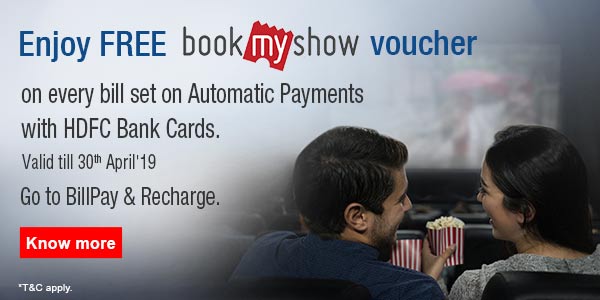 Enjoy FREE bookmyshow voucher
on every bill set on Automatic Payments
with HDFC Bank Cards.
Valid till 30th April'19
Go to BillPay & Recharge.
Know more
*T&C apply.